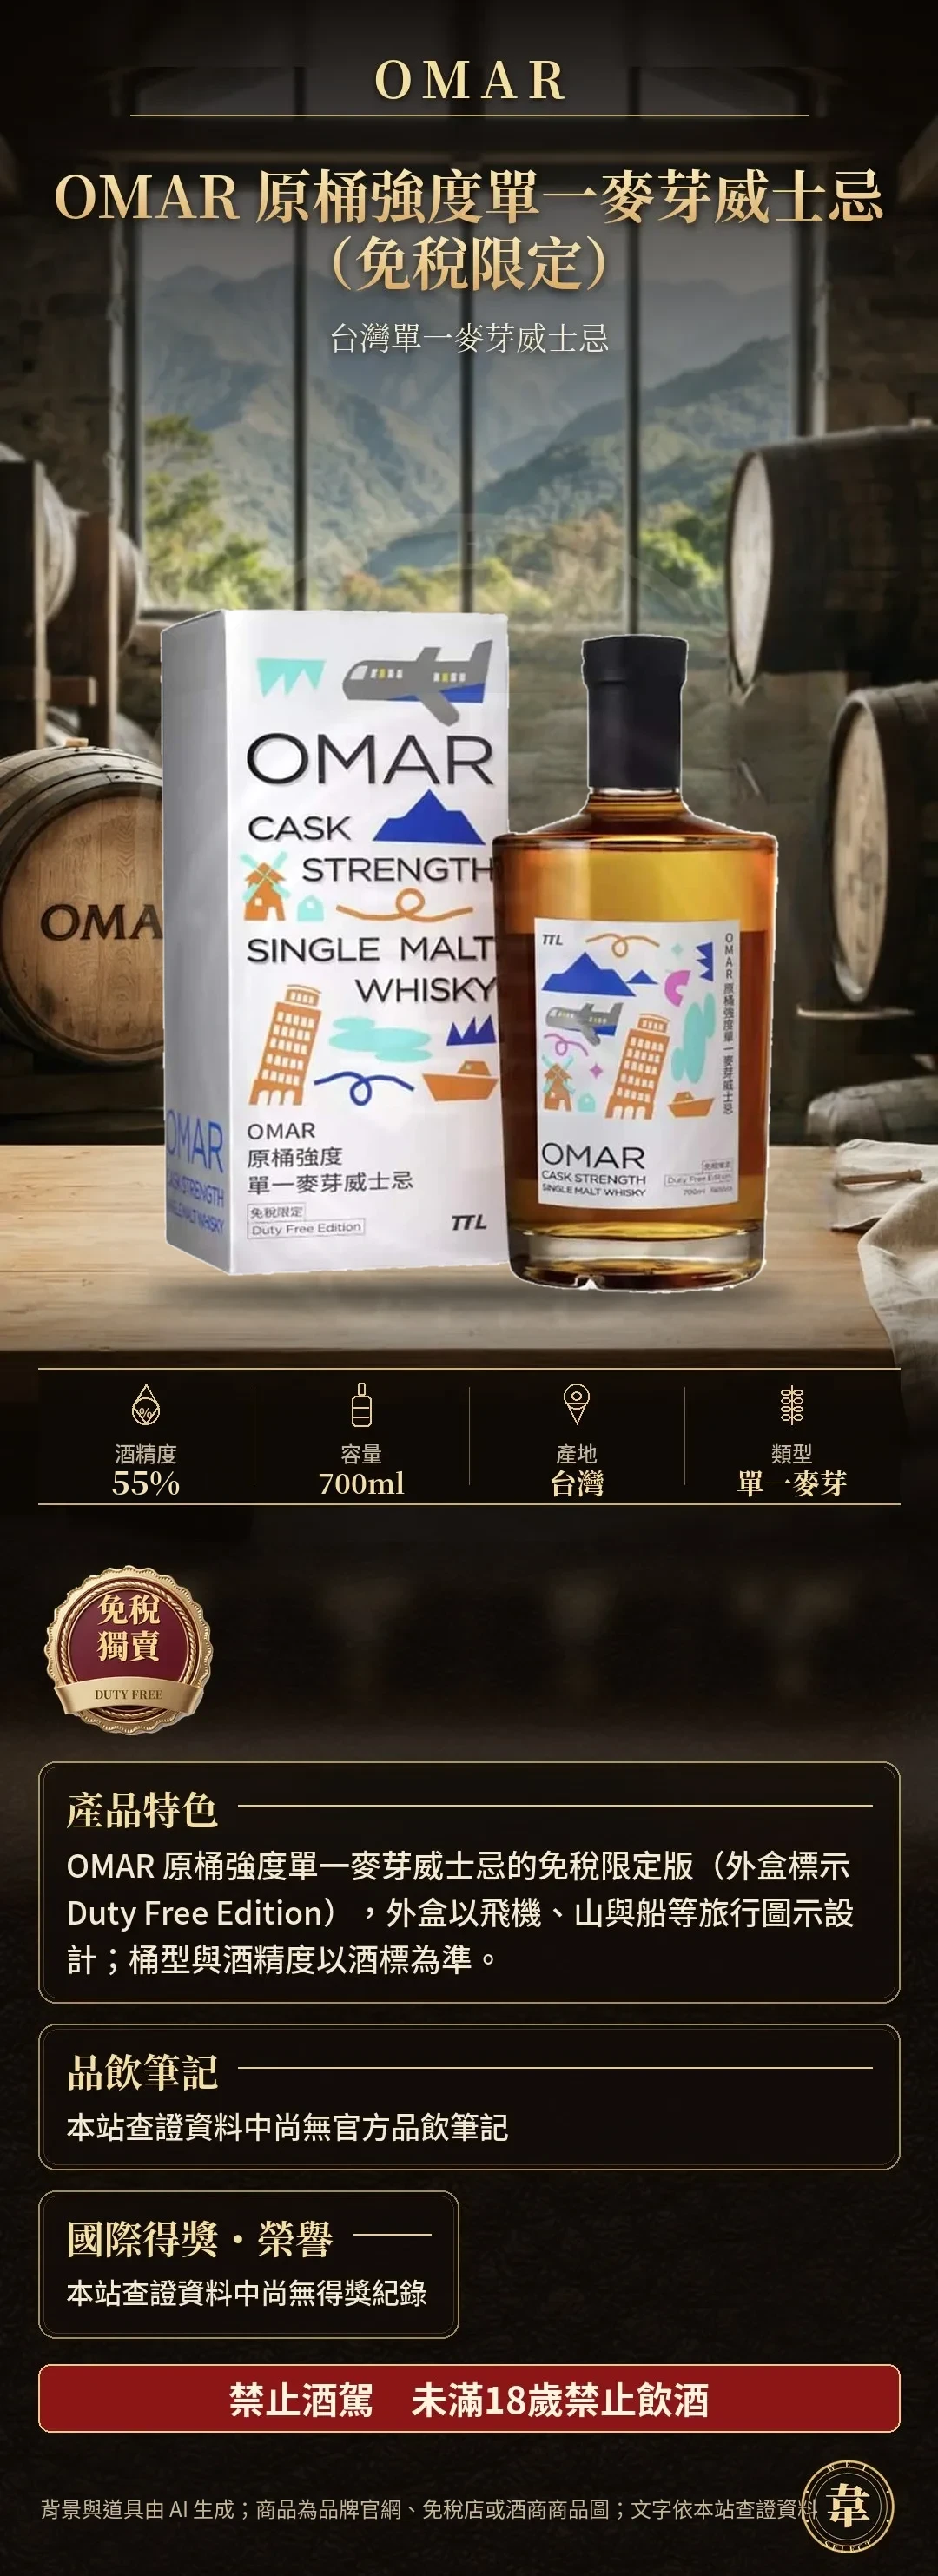 OMAR
OMAR 原桶強度單一麥芽威士忌
（免稅限定）
台灣單一麥芽威士忌
OMAR
CASK
STRENGTH
SINGLE MALT
WHISKY
OMAR
原桶強度
單一麥芽威士忌
免稅限定
Duty Free Edition
TTL
OMAR
CASK STRENGTH
SINGLE MALT WHISKY
OMA
TTL
OMAR 原桶強度單一麥芽威士忌
OMAR
CASK STRENGTH
SINGLE MALT WHISKY
免稅限定
Duty Free Edition
700ml
酒精度
55%
容量
700ml
產地
台灣
類型
單一麥芽
免稅
獨賣
DUTY FREE
產品特色
OMAR 原桶強度單一麥芽威士忌的免稅限定版（外盒標示
Duty Free Edition），外盒以飛機、山與船等旅行圖示設
計；桶型與酒精度以酒標為準。
品飲筆記
本站查證資料中尚無官方品飲筆記
國際得獎・榮譽
本站查證資料中尚無得獎紀錄
禁止酒駕　未滿18歲禁止飲酒
背景與道具由 AI 生成；商品為品牌官網、免稅店或酒商商品圖；文字依本站查證資料
WEI
韋
SELECT